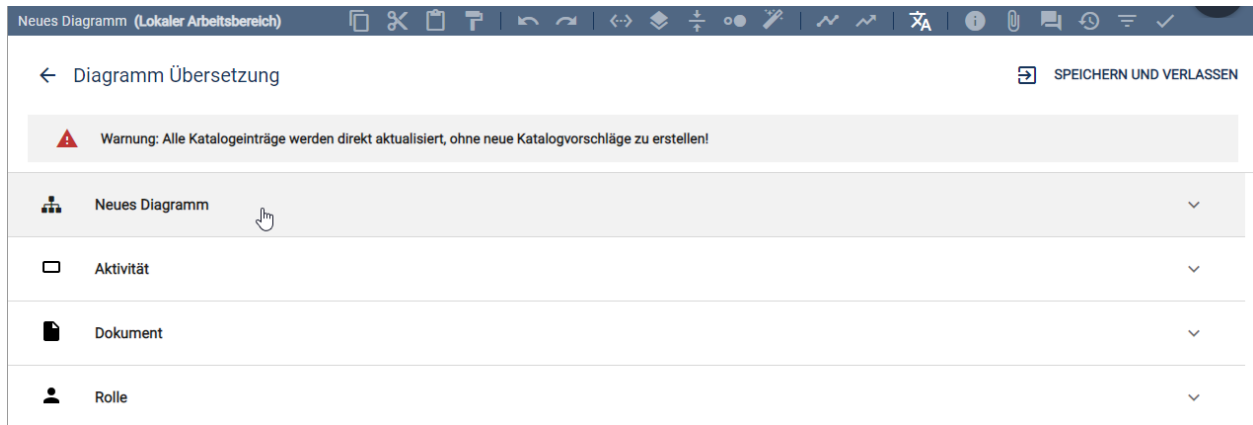 Neues Diagramm (Lokaler Arbeitsbereich)
Diagramm Übersetzung
SPEICHERN UND VERLASSEN
Warnung: Alle Katalogeinträge werden direkt aktualisiert, ohne neue Katalogvorschläge zu erstellen!
Neues Diagramm
Aktivität
Dokument
Rolle